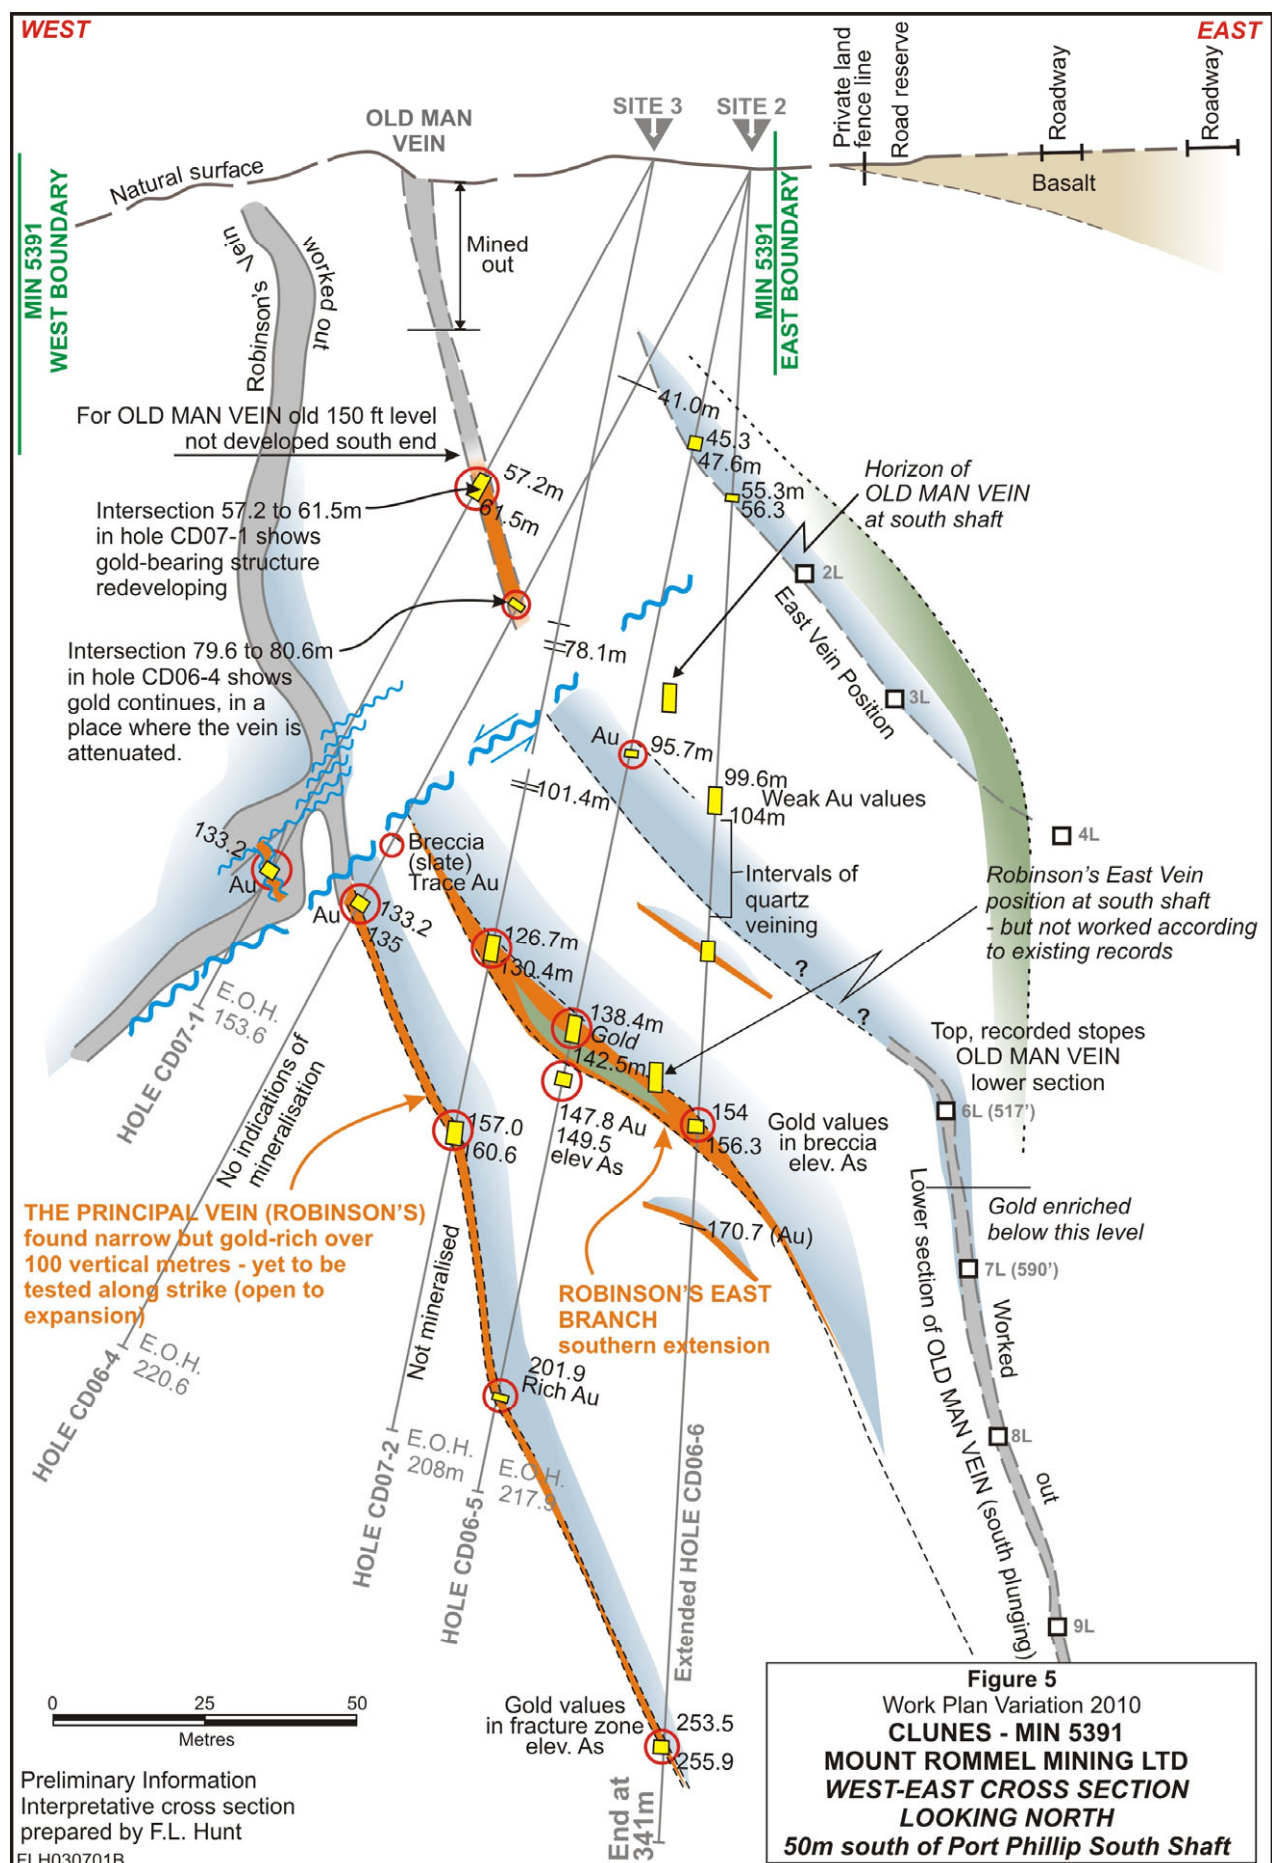 WEST
EAST
OLD MAN
VEIN
SITE 3
SITE 2
Private land
fence line
Road reserve
Roadway
Roadway
Natural surface
Basalt
MIN 5391
WEST BOUNDARY
MIN 5391
EAST BOUNDARY
Mined
out
Robinson's
Vein
worked out
For OLD MAN VEIN old 150 ft level
not developed south end
41.0m
45.3
47.6m
55.3m
56.3
Horizon of
OLD MAN VEIN
at south shaft
57.2m
61.5m
Intersection 57.2 to 61.5m
in hole CD07-1 shows
gold-bearing structure
redeveloping
2L
East Vein Position
3L
Intersection 79.6 to 80.6m
in hole CD06-4 shows
gold continues, in a
place where the vein is
attenuated.
78.1m
Au
95.7m
101.4m
99.6m
Weak Au values
104m
4L
133.2
Au
Breccia
(slate)
Trace Au
Intervals of
quartz
veining
Robinson's East Vein
position at south shaft
- but not worked according
to existing records
Au
133.2
135
126.7m
130.4m
?
?
138.4m
Gold
142.5m
E.O.H.
153.6
HOLE CD07-1
No indications of
mineralisation
Top, recorded stopes
OLD MAN VEIN
lower section
6L (517')
147.8 Au
149.5
elev As
154
156.3
Gold values
in breccia
elev. As
157.0
160.6
Gold enriched
below this level
THE PRINCIPAL VEIN (ROBINSON'S)
found narrow but gold-rich over
100 vertical metres - yet to be
tested along strike (open to
expansion)
170.7 (Au)
7L (590')
ROBINSON'S EAST
BRANCH
southern extension
Not mineralised
Lower section of OLD MAN VEIN (south plunging)
Worked
out
E.O.H.
220.6
HOLE CD06-4
201.9
Rich Au
8L
E.O.H.
208m
HOLE CD07-2
E.O.H.
217.9
HOLE CD06-5
Extended HOLE CD06-6
9L
Gold values
in fracture zone
elev. As
253.5
255.9
End at
341m
0
25
50
Metres
Preliminary Information
Interpretative cross section
prepared by F.L. Hunt
FLH030701B
Figure 5
Work Plan Variation 2010
CLUNES - MIN 5391
MOUNT ROMMEL MINING LTD
WEST-EAST CROSS SECTION
LOOKING NORTH
50m south of Port Phillip South Shaft